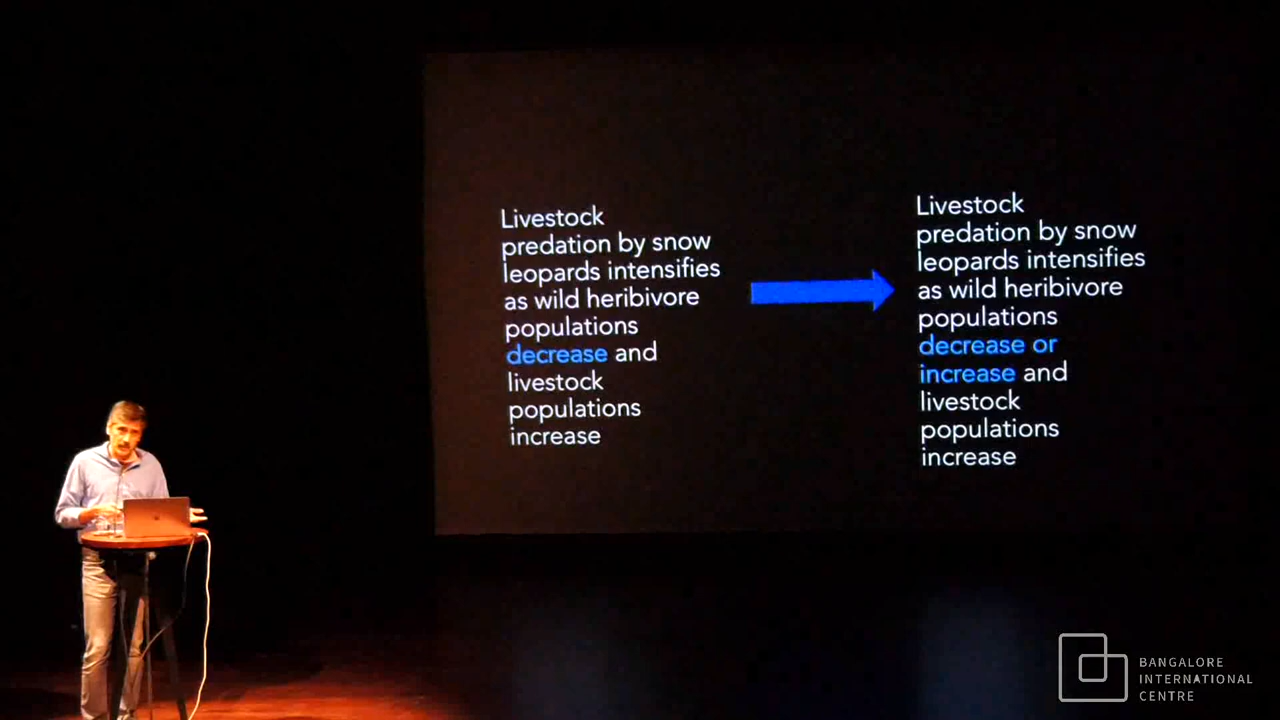 Livestock
predation by snow
leopards intensifies
as wild heribivore
populations
decrease and
livestock
populations
increase
Livestock
predation by snow
leopards intensifies
as wild heribivore
populations
decrease or
increase and
livestock
populations
increase
BANGALORE
INTERNATIONAL
CENTRE